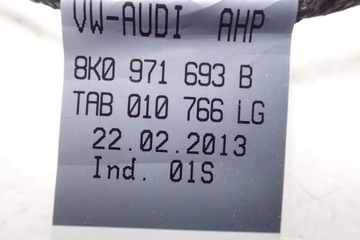 VW-AUDI AHP
8K0 971 693 B
TAB 010 766 LG
22.02.2013
Ind. 01S